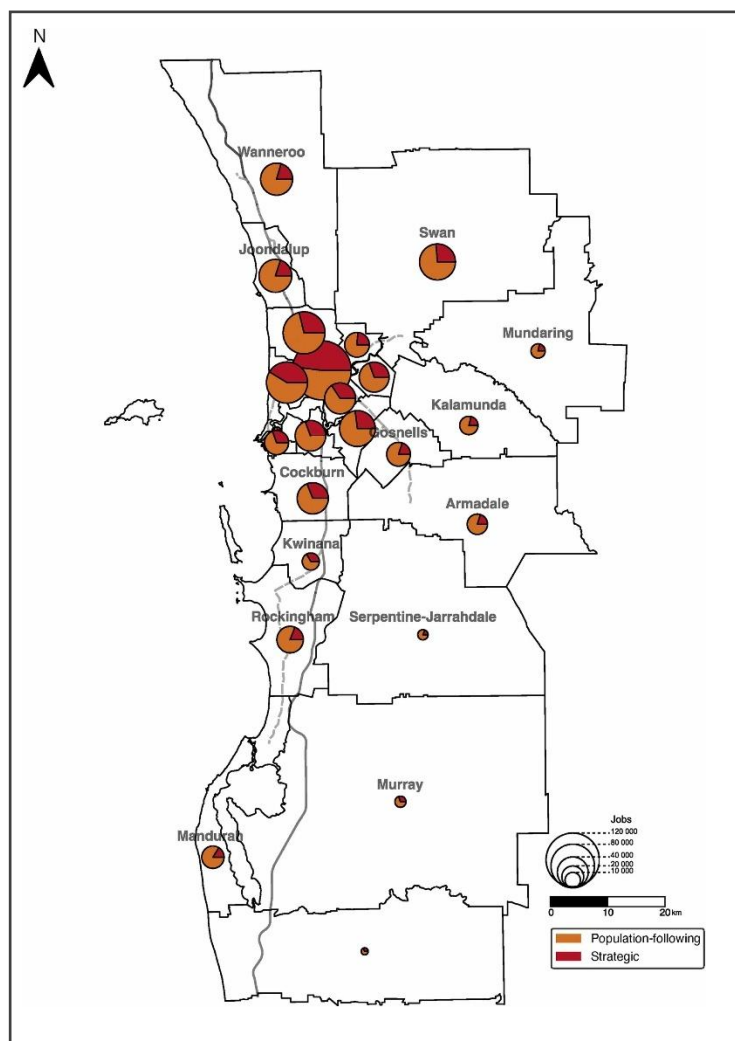 N
Wanneroo
Joondalup
Swan
Mundaring
Kalamunda
Gosnells
Cockburn
Armadale
Kwinana
Rockingham
Serpentine-Jarrahdale
Murray
Mandurah
Jobs
120 000
80 000
40 000
20 000
10 000
0 10 20 km
Population-following
Strategic